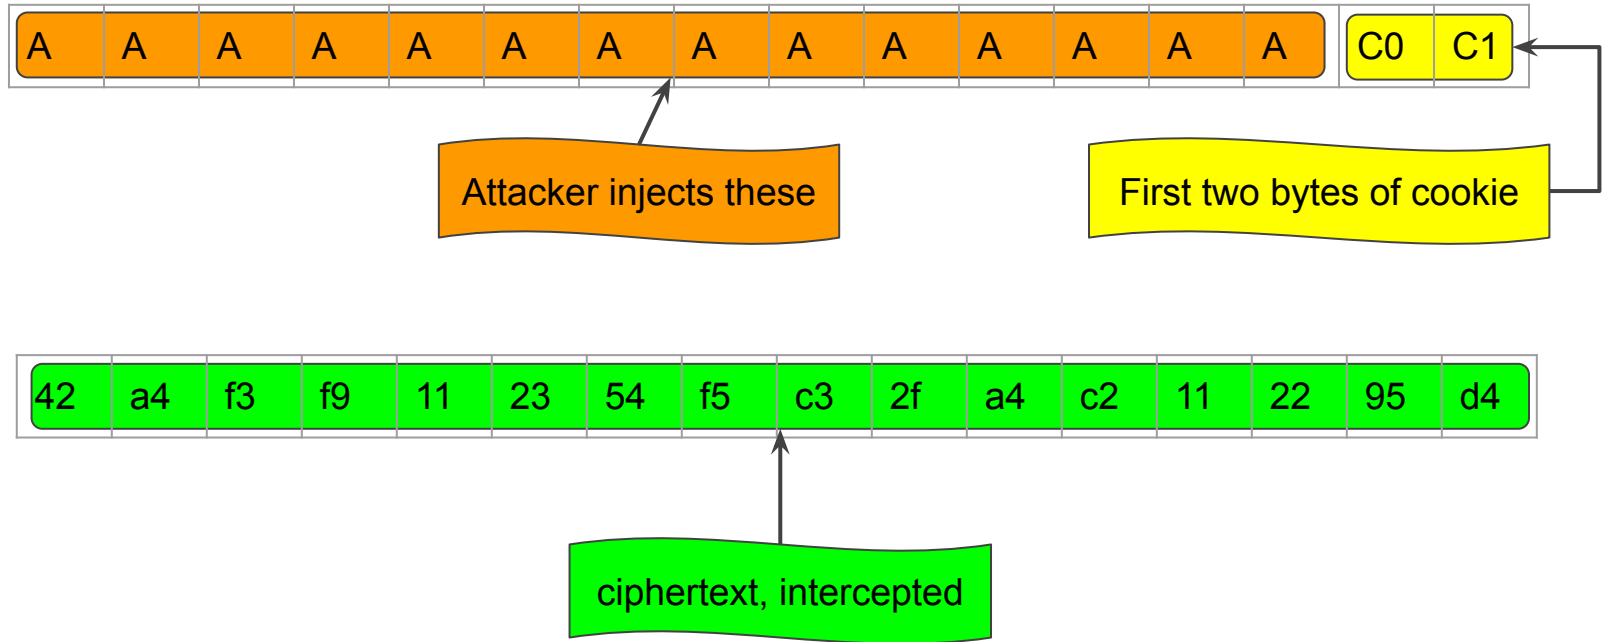 A A A A A A A A A A A A A A C0 C1
Attacker injects these
First two bytes of cookie
42 a4 f3 f9 11 23 54 f5 c3 2f a4 c2 11 22 95 d4
ciphertext, intercepted